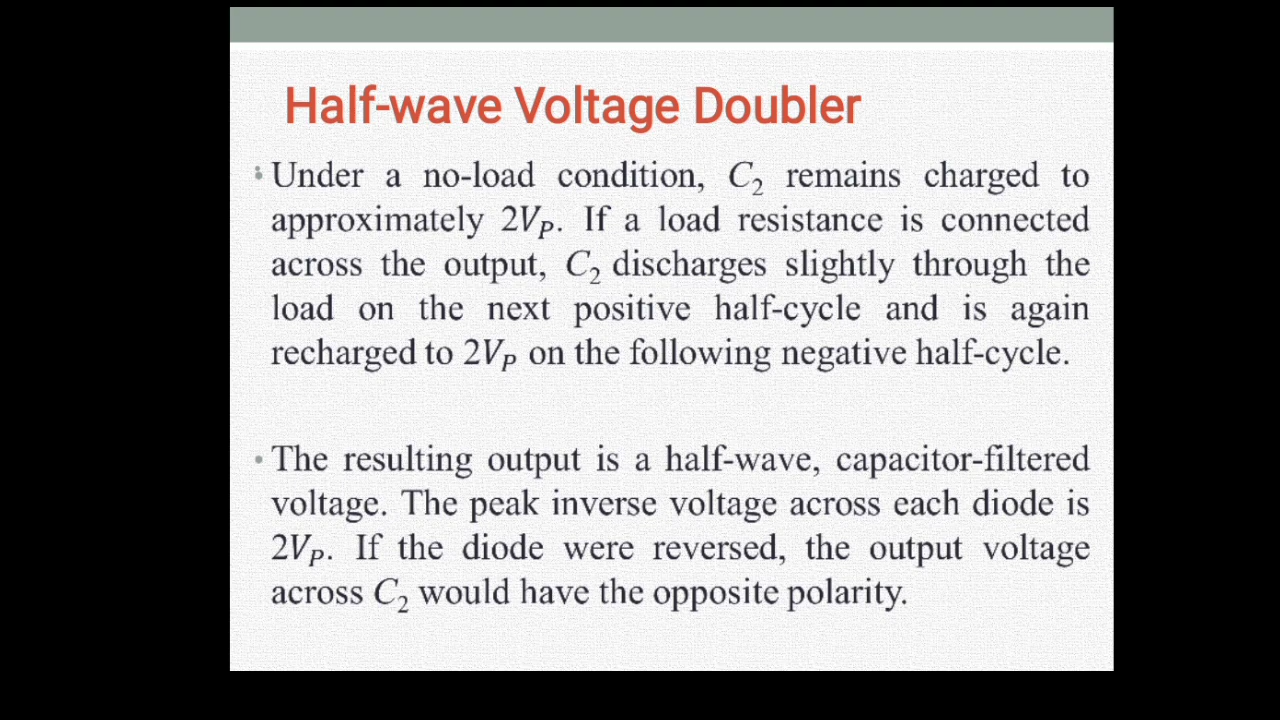 Half-wave Voltage Doubler
• Under a no-load condition, C₂ remains charged to
approximately 2Vₚ. If a load resistance is connected
across the output, C₂ discharges slightly through the
load on the next positive half-cycle and is again
recharged to 2Vₚ on the following negative half-cycle.
• The resulting output is a half-wave, capacitor-filtered
voltage. The peak inverse voltage across each diode is
2Vₚ. If the diode were reversed, the output voltage
across C₂ would have the opposite polarity.